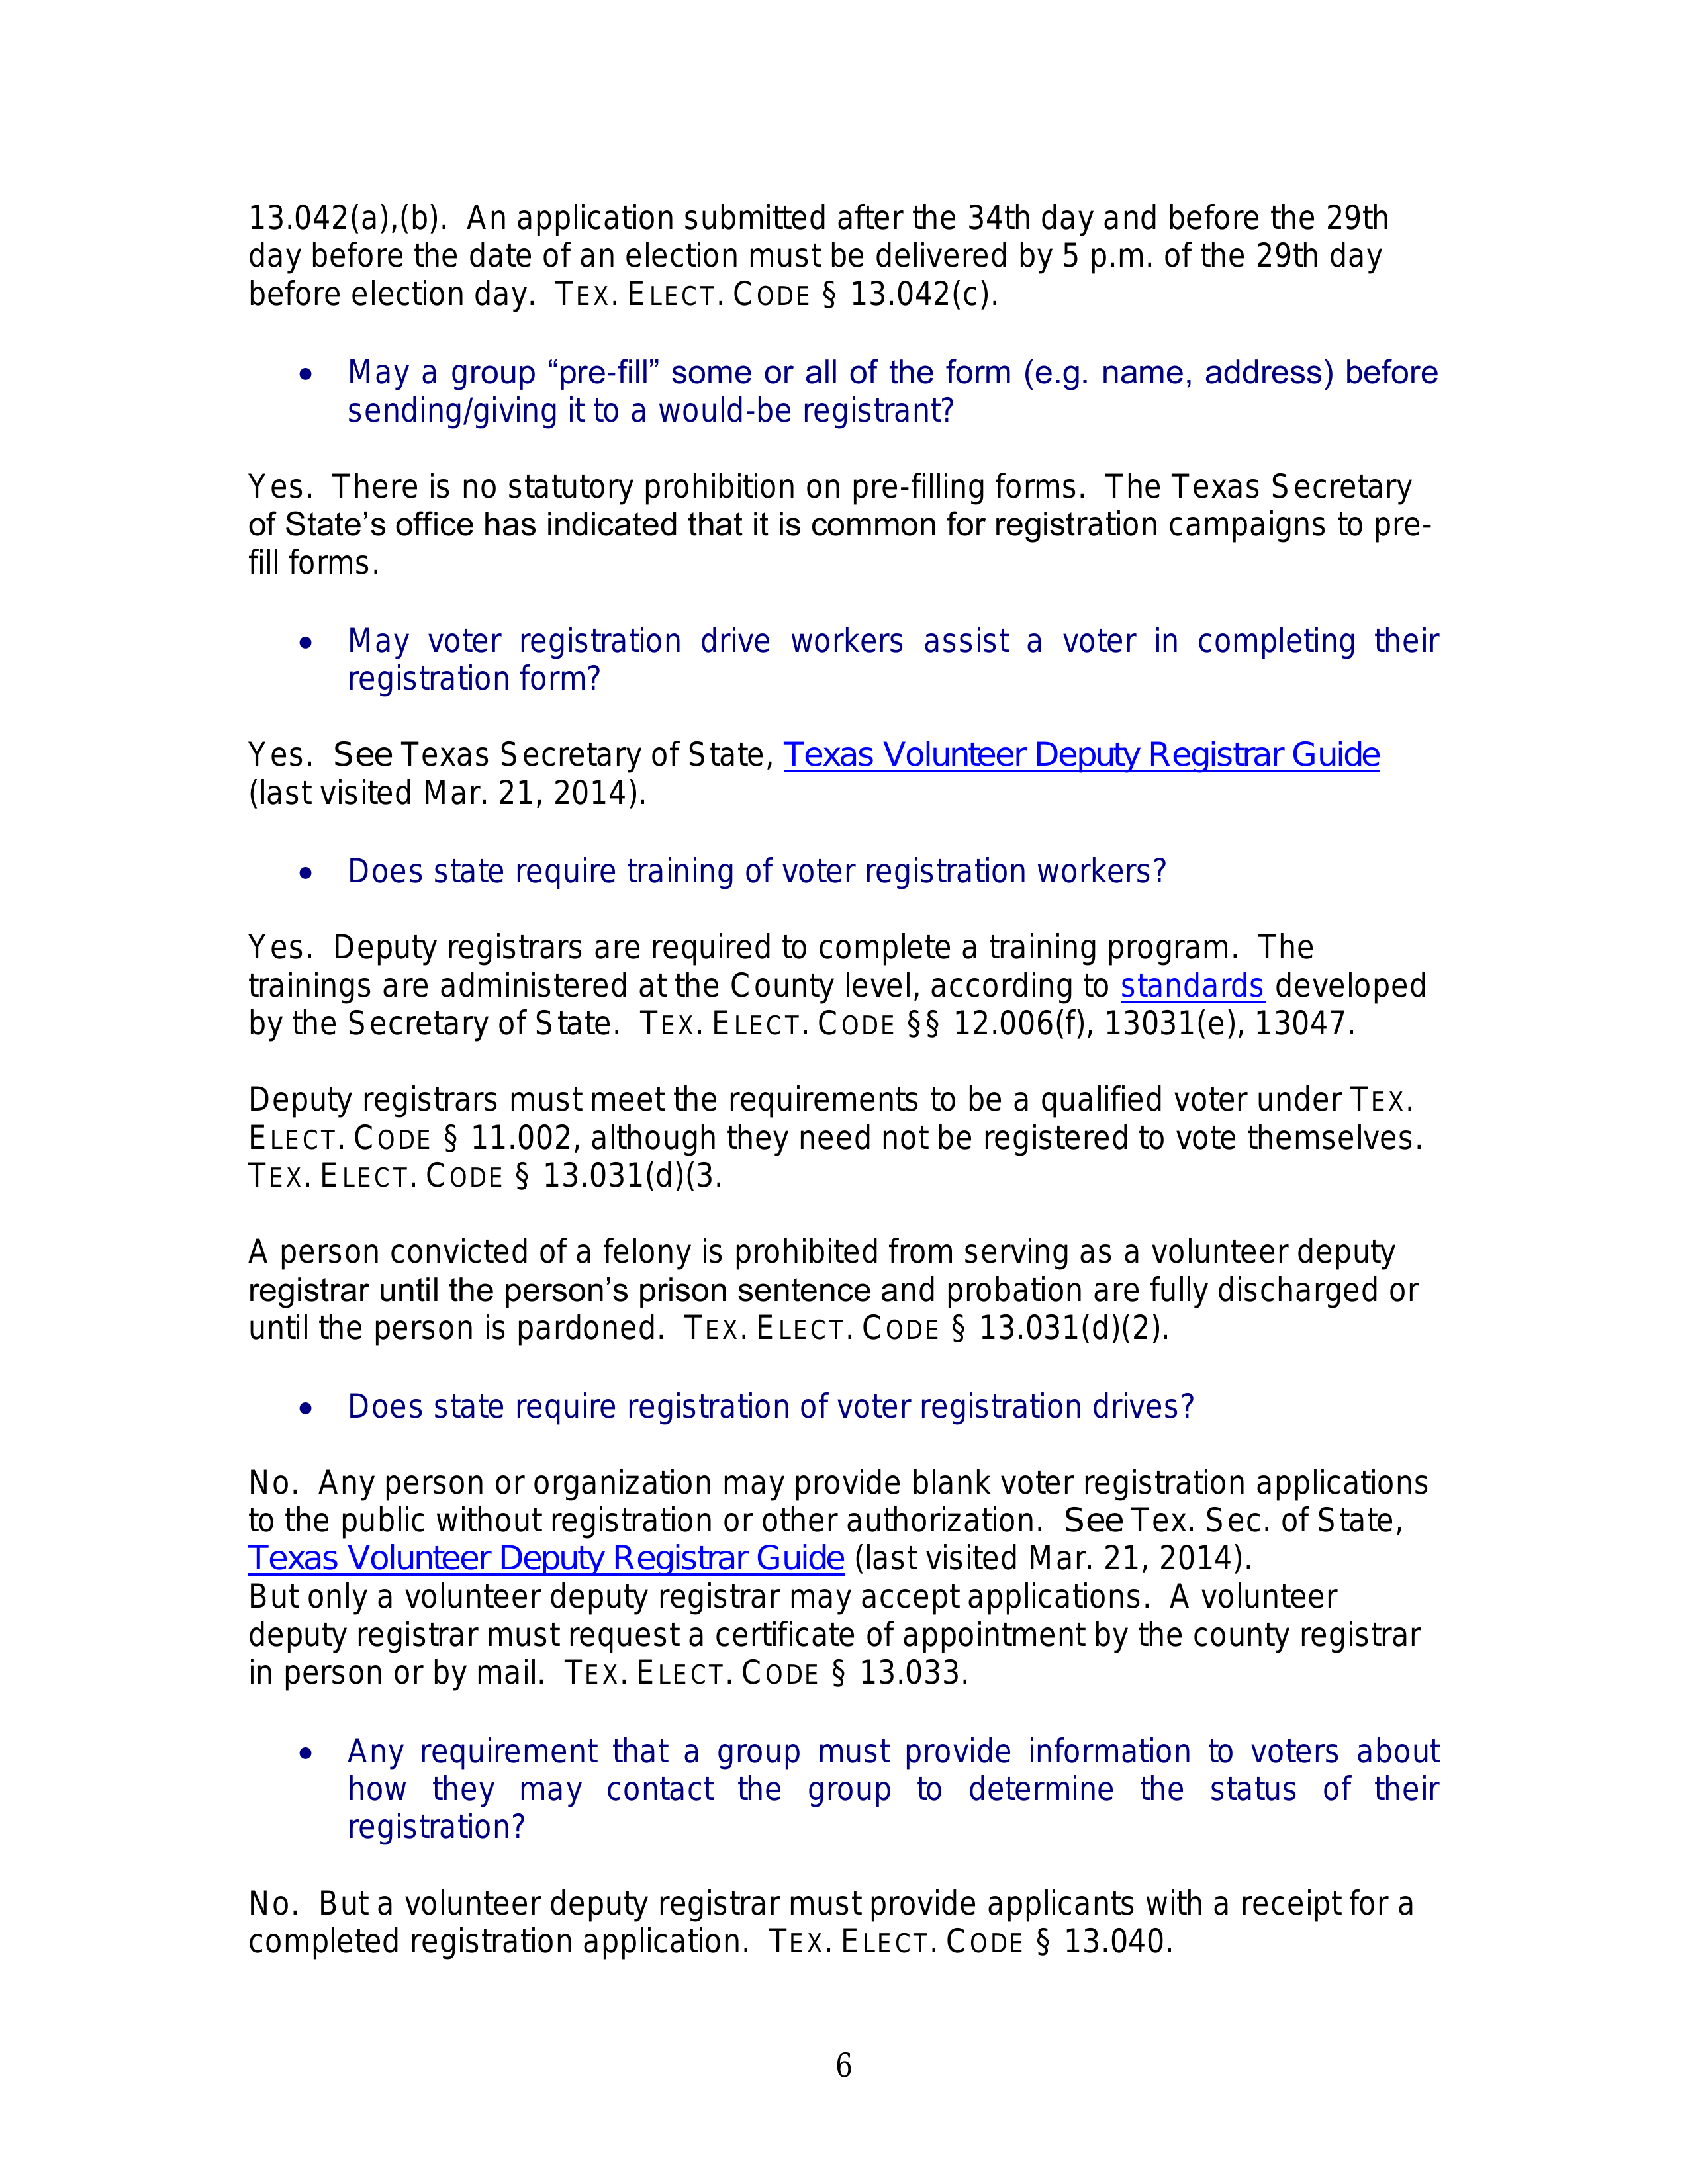 13.042(a),(b).  An application submitted after the 34th day and before the 29th
day before the date of an election must be delivered by 5 p.m. of the 29th day
before election day.  TEX. ELECT. CODE § 13.042(c).
• May a group “pre-fill” some or all of the form (e.g. name, address) before
sending/giving it to a would-be registrant?
Yes.  There is no statutory prohibition on pre-filling forms.  The Texas Secretary
of State’s office has indicated that it is common for registration campaigns to pre-
fill forms.
• May voter registration drive workers assist a voter in completing their
registration form?
Yes.  See Texas Secretary of State, Texas Volunteer Deputy Registrar Guide
(last visited Mar. 21, 2014).
• Does state require training of voter registration workers?
Yes.  Deputy registrars are required to complete a training program.  The
trainings are administered at the County level, according to standards developed
by the Secretary of State.  TEX. ELECT. CODE §§ 12.006(f), 13031(e), 13047.
Deputy registrars must meet the requirements to be a qualified voter under TEX.
ELECT. CODE § 11.002, although they need not be registered to vote themselves.
TEX. ELECT. CODE § 13.031(d)(3.
A person convicted of a felony is prohibited from serving as a volunteer deputy
registrar until the person’s prison sentence and probation are fully discharged or
until the person is pardoned.  TEX. ELECT. CODE § 13.031(d)(2).
• Does state require registration of voter registration drives?
No.  Any person or organization may provide blank voter registration applications
to the public without registration or other authorization.  See Tex. Sec. of State,
Texas Volunteer Deputy Registrar Guide (last visited Mar. 21, 2014).
But only a volunteer deputy registrar may accept applications.  A volunteer
deputy registrar must request a certificate of appointment by the county registrar
in person or by mail.  TEX. ELECT. CODE § 13.033.
• Any requirement that a group must provide information to voters about
how they may contact the group to determine the status of their
registration?
No.  But a volunteer deputy registrar must provide applicants with a receipt for a
completed registration application.  TEX. ELECT. CODE § 13.040.
6